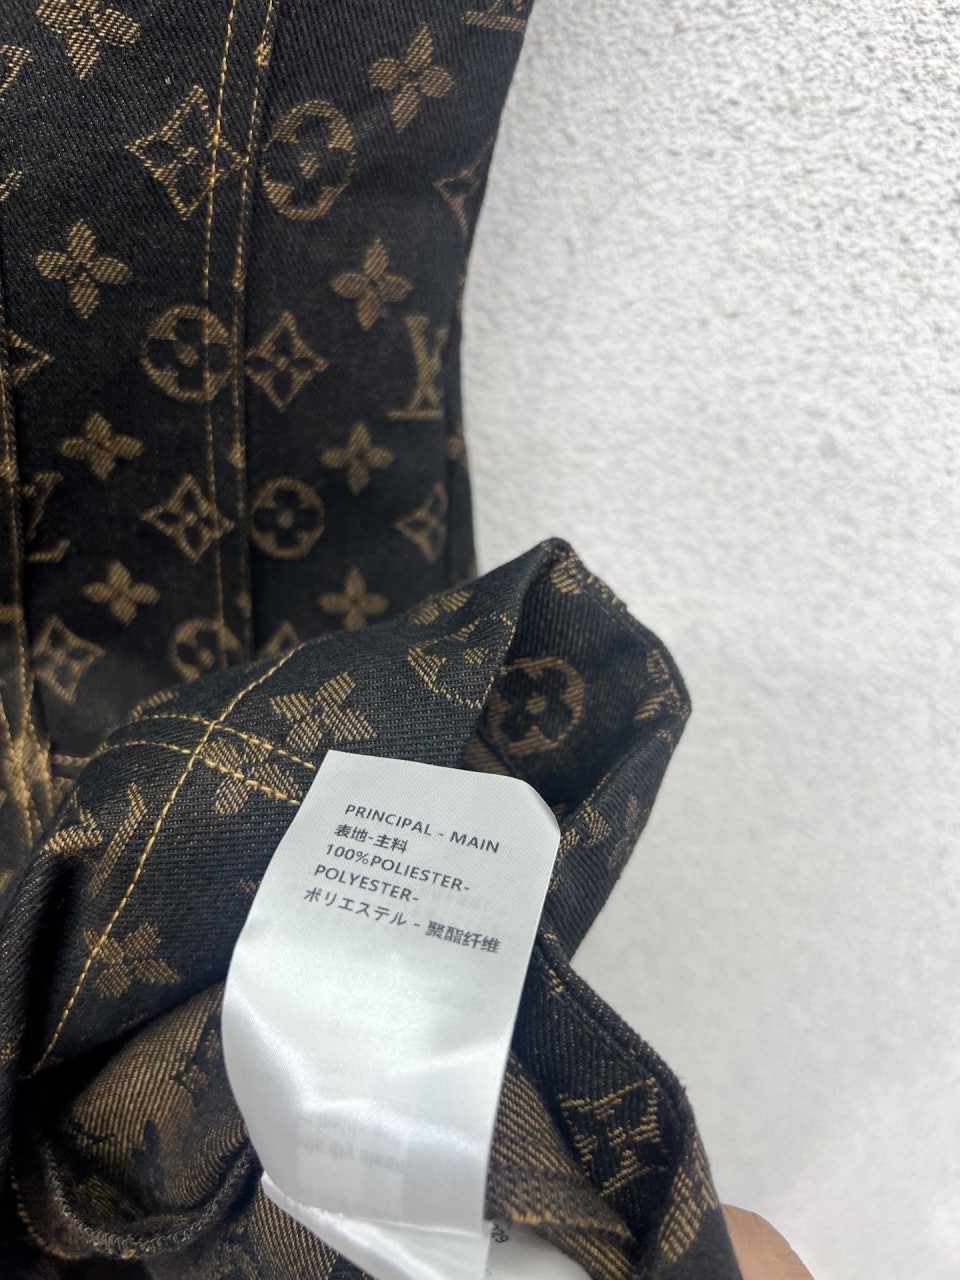 PRINCIPAL - MAIN
表地-主料
100%POLIESTER-
POLYESTER-
ポリエステル - 聚酯纤维